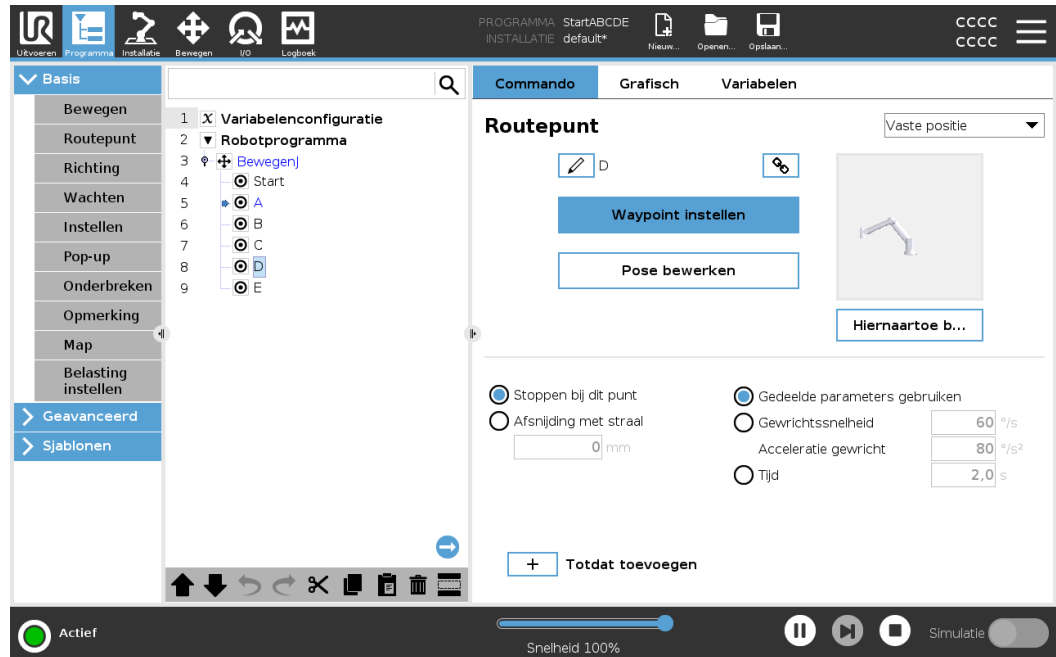 UR
Uitvoeren Programma Installatie Bewegen I/O Logboek
PROGRAMMA StartABCDE
INSTALLATIE default*
Nieuw... Openen... Opslaan...
CCCC
CCCC
Basis
Bewegen
Routepunt
Richting
Wachten
Instellen
Pop-up
Onderbreken
Opmerking
Map
Belasting
instellen
Geavanceerd
Sjablonen
1 X Variabelenconfiguratie
2 Robotprogramma
3 BewegenJ
4 Start
5 A
6 B
7 C
8 D
9 E
Commando Grafisch Variabelen
Routepunt
Vaste positie
D
Waypoint instellen
Pose bewerken
Hiernaartoe b...
Stoppen bij dit punt
Afsnijding met straal
0 mm
Gedeelde parameters gebruiken
Gewrichtssnelheid 60 °/s
Acceleratie gewricht 80 °/s²
Tijd 2,0 s
+ Totdat toevoegen
Actief
Snelheid 100%
Simulatie